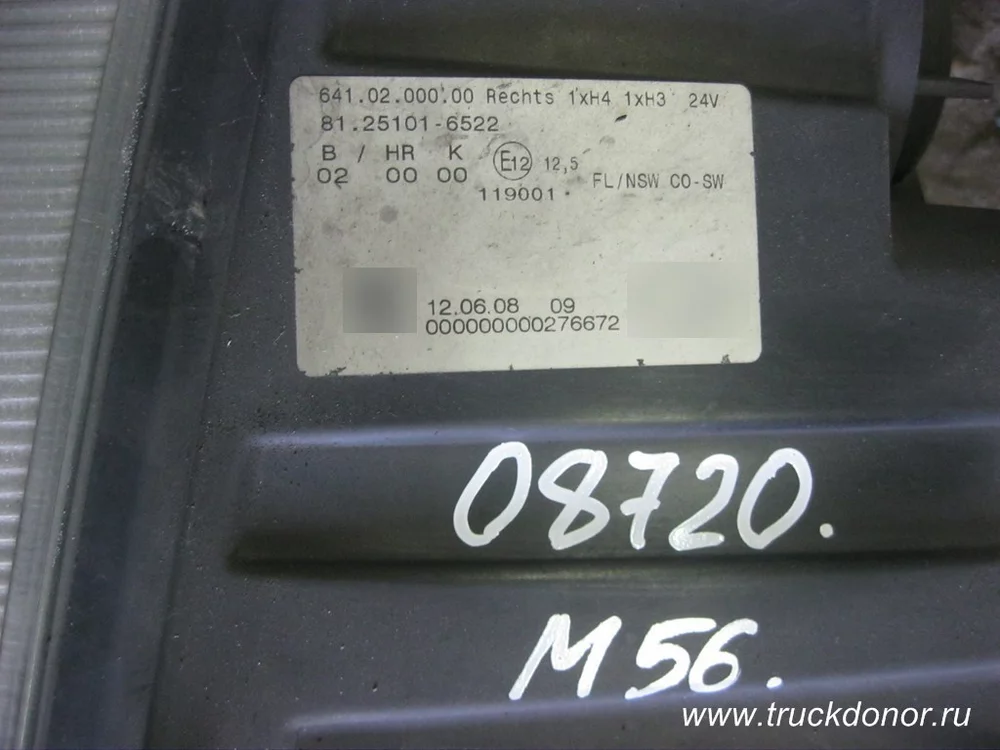 641.02.000.00 Rechts 1xH4 1xH3 24V
81.25101-6522
B / HR K
02 00 00
E12 12,5
119001
FL/NSW CO-SW
12.06.08 09
000000000276672
08720.
M56.
www.truckdonor.ru